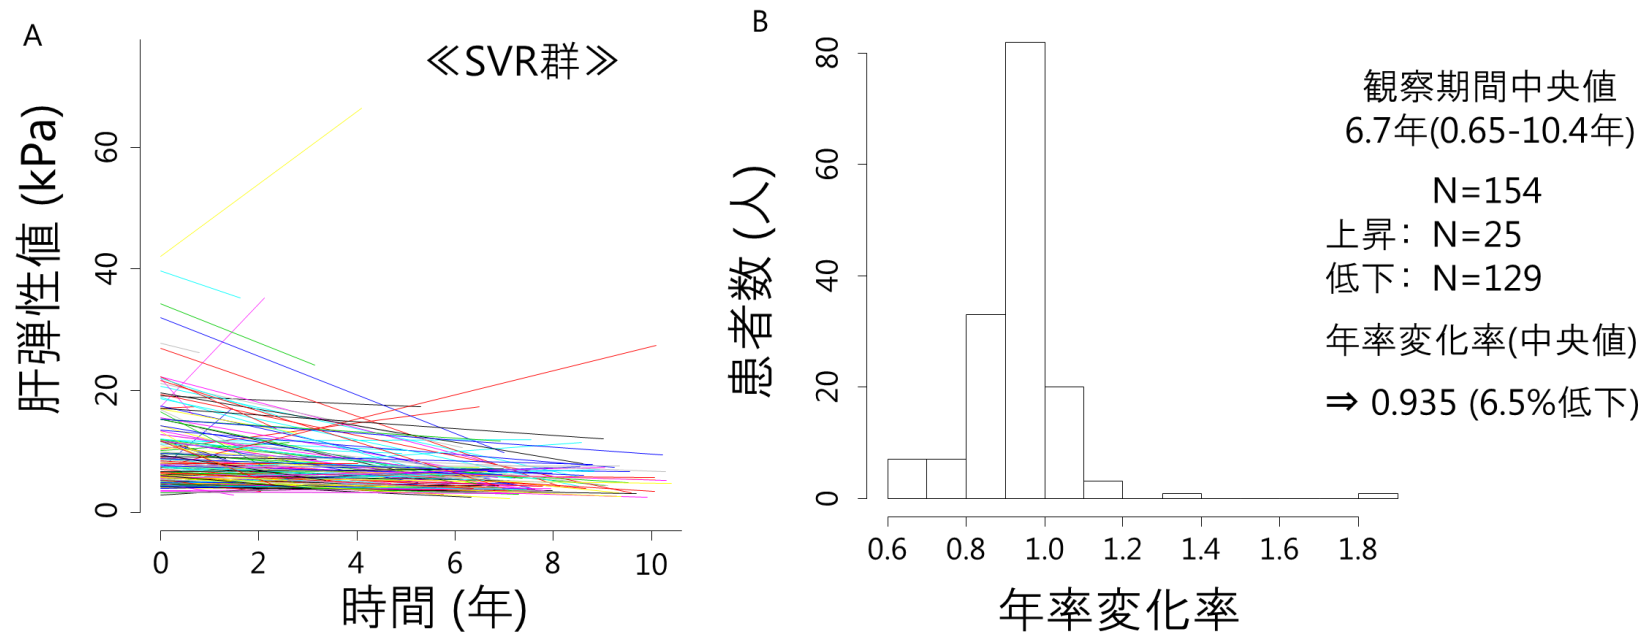 A
≪SVR群≫
肝弾性値 (kPa)
60
40
20
0
0 2 4 6 8 10
時間 (年)
B
患者数 (人)
80
60
40
20
0
0.6 0.8 1.0 1.2 1.4 1.6 1.8
年率変化率
観察期間中央値
6.7年(0.65-10.4年)
N=154
上昇：N=25
低下：N=129
年率変化率(中央値)
⇒ 0.935 (6.5%低下)